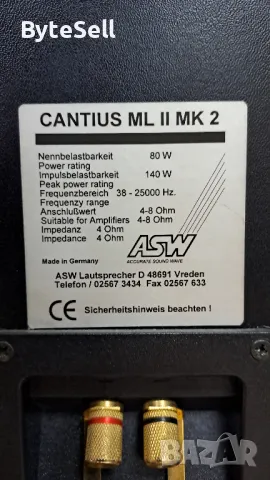 ByteSell
CANTIUS ML II MK 2
Nennbelastbarkeit 80 W
Power rating
Impulsbelastbarkeit 140 W
Peak power rating
Frequenzbereich 38 - 25000 Hz.
Frequenzy range
Anschlußwert 4-8 Ohm
Suitable for Amplifiers 4-8 Ohm
Impedanz 4 Ohm
Impedance 4 Ohm
ASW
Made in Germany
ACCURATE SOUND WAVE
ASW Lautsprecher D 48691 Vreden
Telefon / 02567 3434 Fax 02567 633
CE Sicherheitshinweis beachten !
bazar